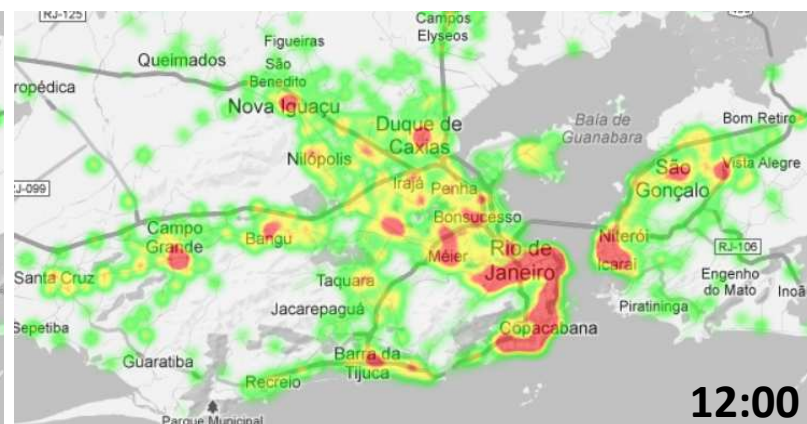 RJ-125
Campos
Elyseos
Figueiras
Queimados
São
Benedito
ropédica
Nova Iguaçu
Duque de
Caxias
Baía de
Guanabara
Bom Retiro
Nilópolis
São
Gonçalo
Vista Alegre
J-099
Irajá
Penha
Bonsucesso
Campo
Grande
Bangu
Niterói
Icaraí
RJ-106
Méier
Rio de
Janeiro
Santa Cruz
Taquara
Engenho
do Mato
Inoã
Jacarepaguá
Piratininga
Sepetiba
Copacabana
Guaratiba
Barra da
Tijuca
Recreio
Parque Municipal
12:00